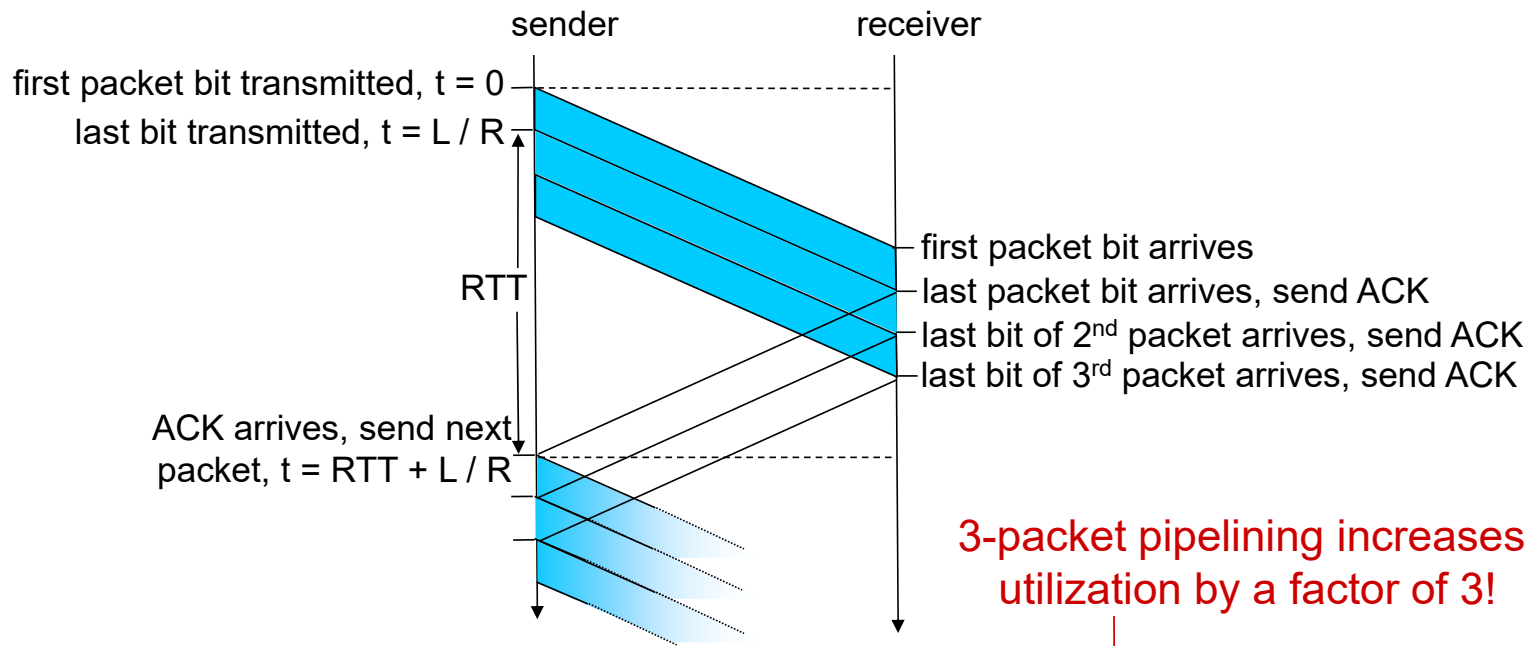 sender
receiver
first packet bit transmitted, t = 0
last bit transmitted, t = L / R
RTT
first packet bit arrives
last packet bit arrives, send ACK
last bit of 2nd packet arrives, send ACK
last bit of 3rd packet arrives, send ACK
ACK arrives, send next
packet, t = RTT + L / R
3-packet pipelining increases
utilization by a factor of 3!